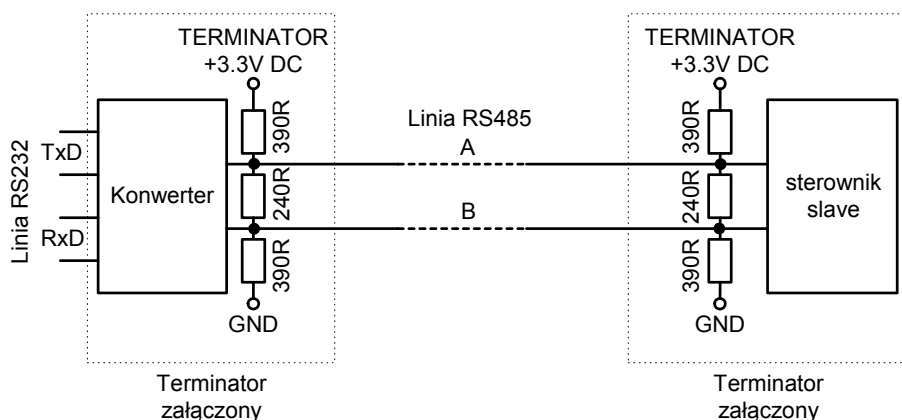 TERMINATOR
+3.3V DC
390R
240R
390R
GND
Linia RS232
TxD
RxD
Konwerter
Linia RS485
A
B
TERMINATOR
+3.3V DC
390R
240R
390R
GND
sterownik
slave
Terminator
załączony
Terminator
załączony